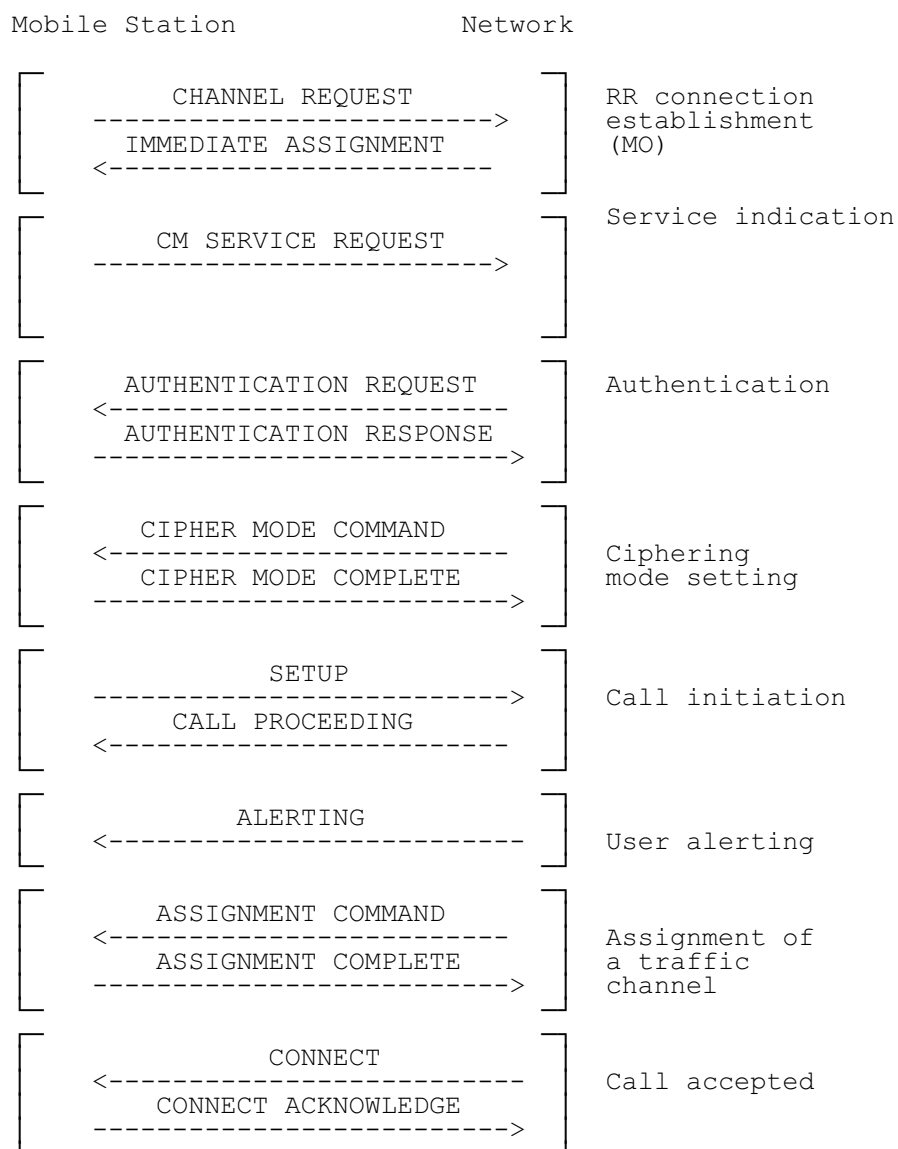 Mobile Station Network
CHANNEL REQUEST RR connection
-------------------------> establishment
IMMEDIATE ASSIGNMENT (MO)
<------------------------
Service indication
CM SERVICE REQUEST
------------------------->
AUTHENTICATION REQUEST Authentication
<-------------------------
AUTHENTICATION RESPONSE
-------------------------->
CIPHER MODE COMMAND
<------------------------- Ciphering
CIPHER MODE COMPLETE mode setting
-------------------------->
SETUP
--------------------------> Call initiation
CALL PROCEEDING
<-------------------------
ALERTING
<-------------------------- User alerting
ASSIGNMENT COMMAND
<------------------------- Assignment of
ASSIGNMENT COMPLETE a traffic
--------------------------> channel
CONNECT
<-------------------------- Call accepted
CONNECT ACKNOWLEDGE
-------------------------->